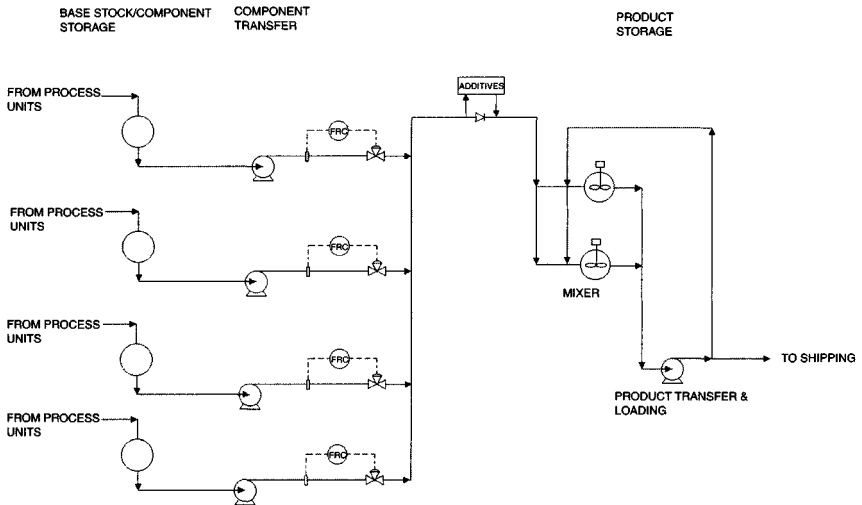 BASE STOCK/COMPONENT
STORAGE
COMPONENT
TRANSFER
PRODUCT
STORAGE
ADDITIVES
FROM PROCESS
UNITS
FRC
FROM PROCESS
UNITS
FRC
MIXER
FROM PROCESS
UNITS
FRC
TO SHIPPING
PRODUCT TRANSFER &
LOADING
FROM PROCESS
UNITS
FRC